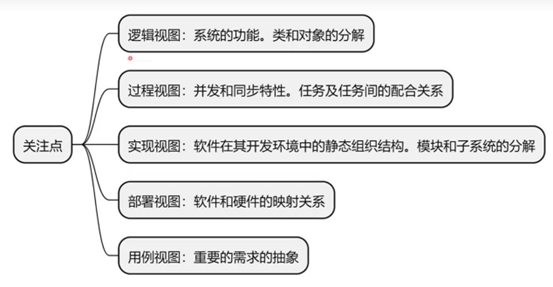 逻辑视图：系统的功能。类和对象的分解
过程视图：并发和同步特性。任务及任务间的配合关系
关注点
实现视图：软件在其开发环境中的静态组织结构。模块和子系统的分解
部署视图：软件和硬件的映射关系
用例视图：重要的需求的抽象